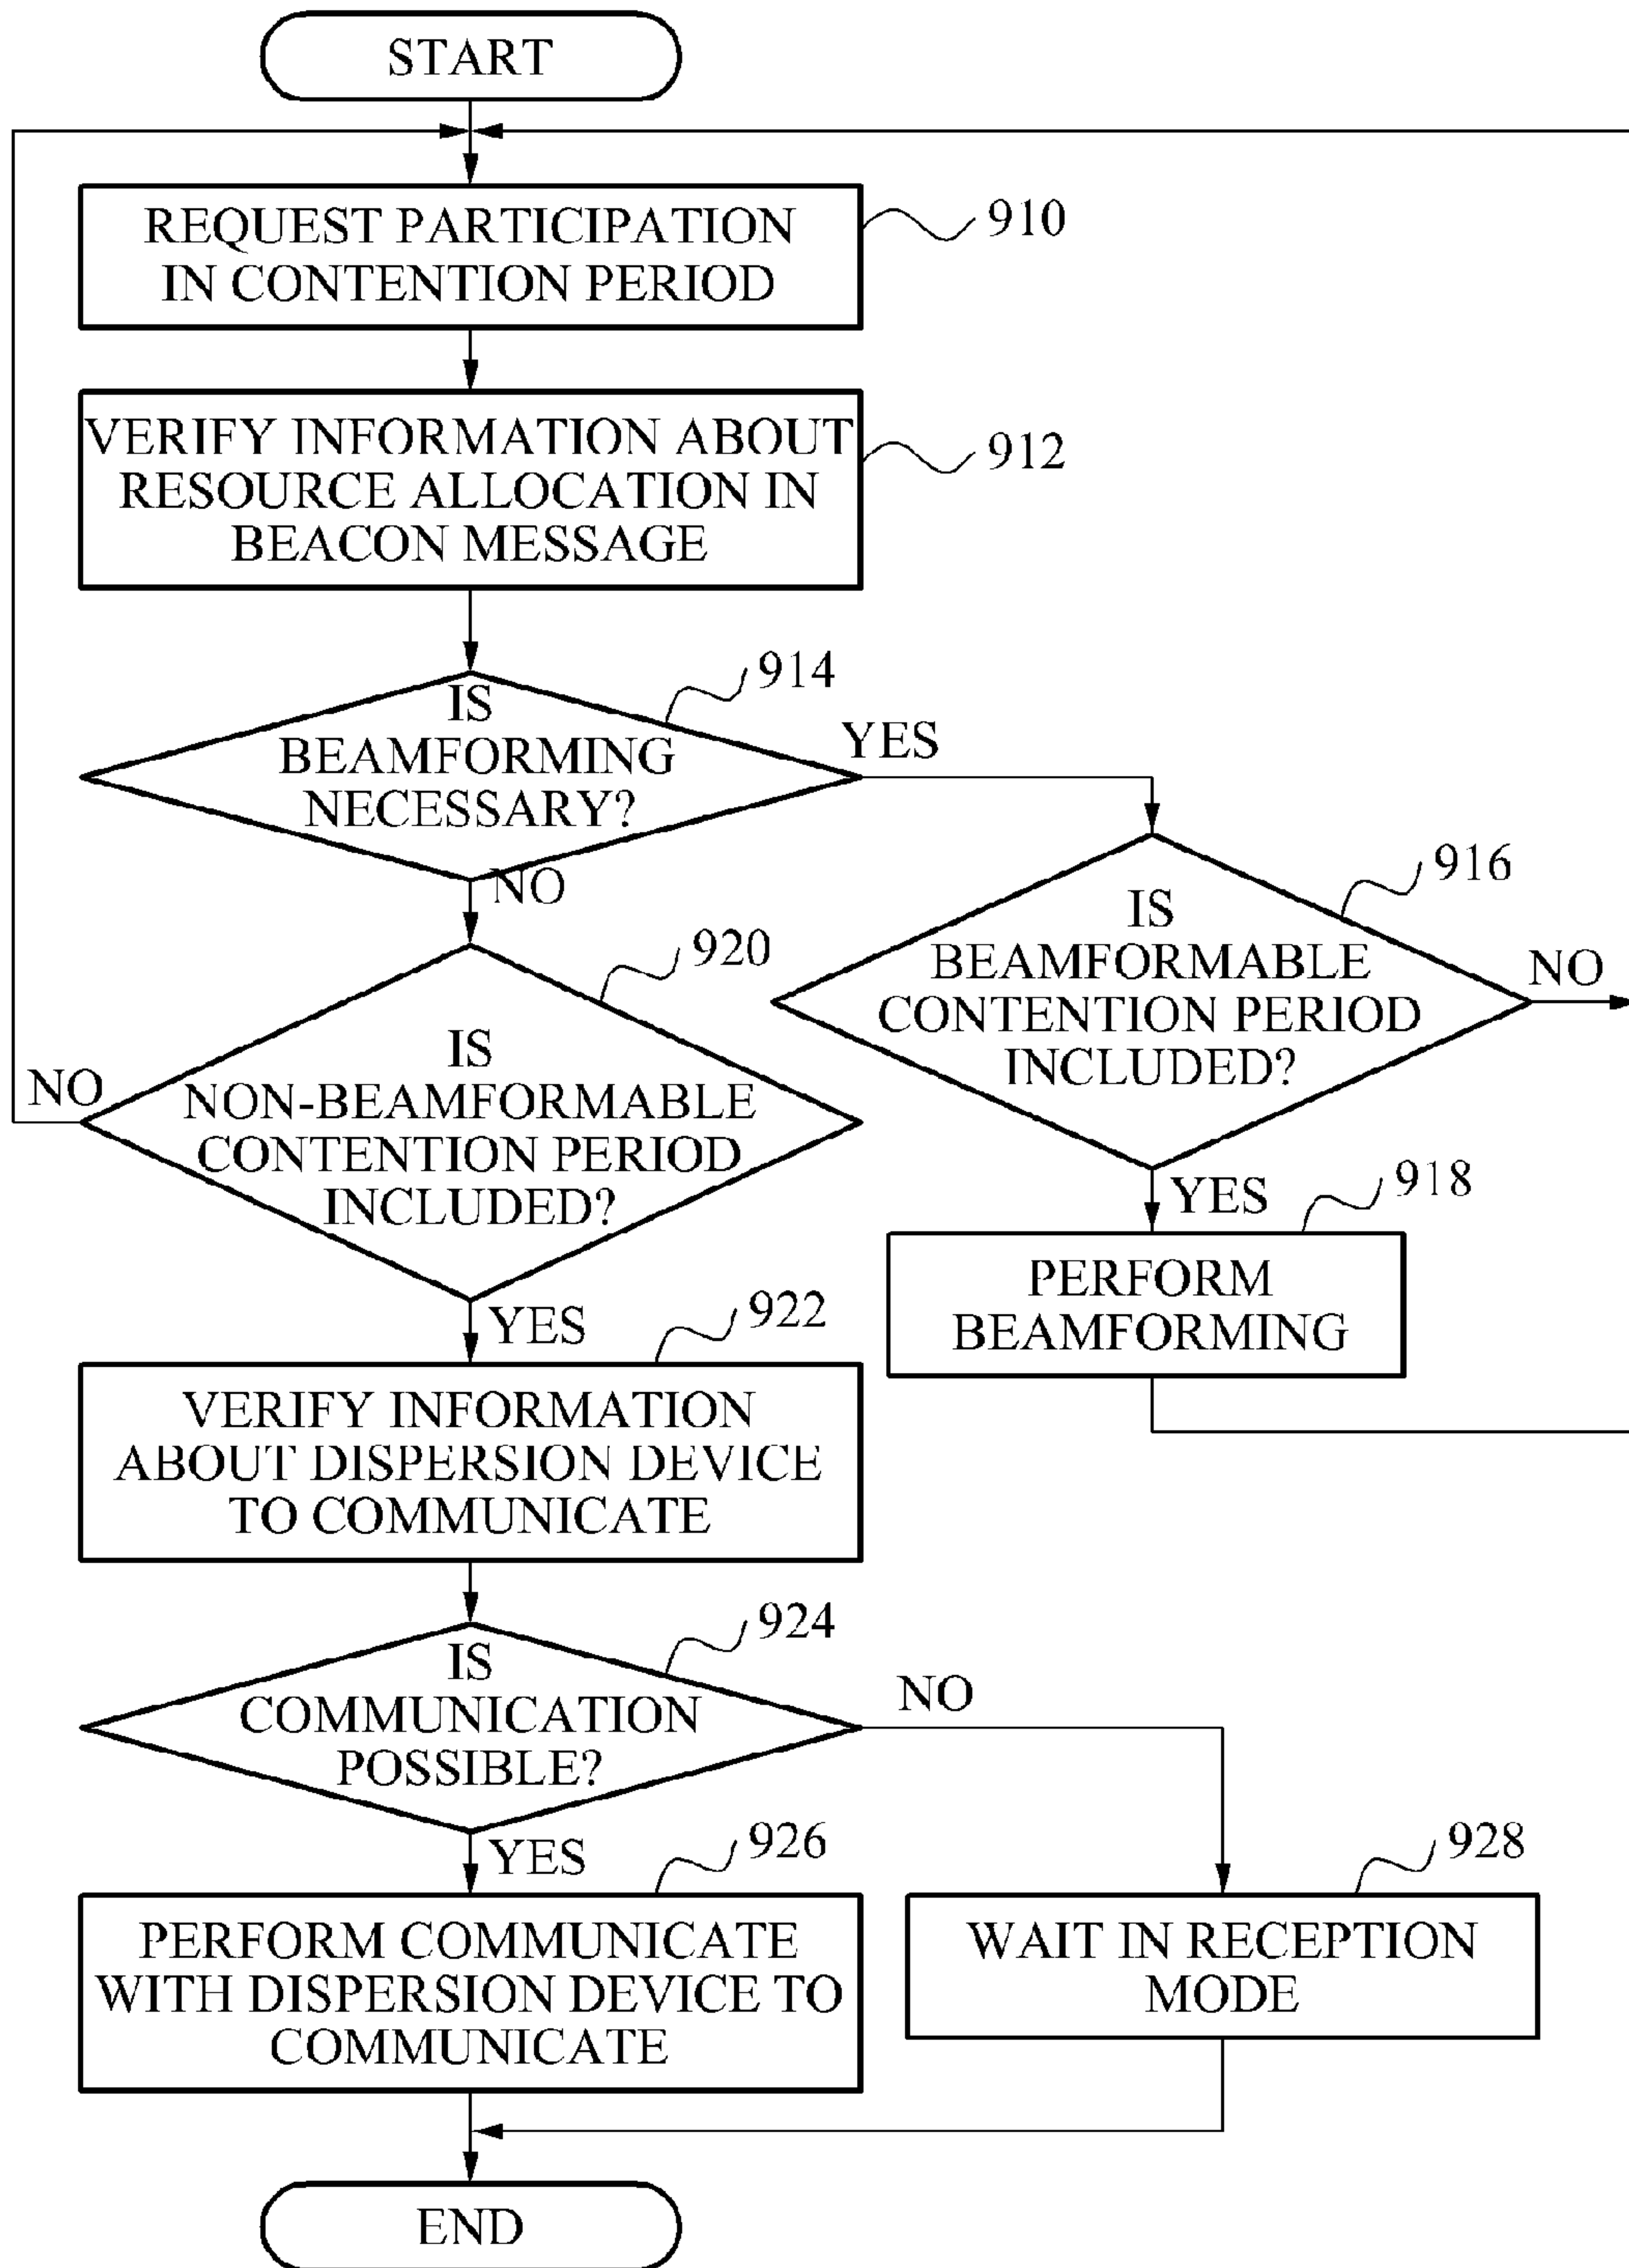 START
REQUEST PARTICIPATION
IN CONTENTION PERIOD
910
VERIFY INFORMATION ABOUT
RESOURCE ALLOCATION IN
BEACON MESSAGE
912
IS
BEAMFORMING
NECESSARY?
914
YES
NO
IS
BEAMFORMABLE
CONTENTION PERIOD
INCLUDED?
916
NO
YES
IS
NON-BEAMFORMABLE
CONTENTION PERIOD
INCLUDED?
920
NO
YES
PERFORM
BEAMFORMING
918
VERIFY INFORMATION
ABOUT DISPERSION DEVICE
TO COMMUNICATE
922
IS
COMMUNICATION
POSSIBLE?
924
NO
YES
PERFORM COMMUNICATE
WITH DISPERSION DEVICE TO
COMMUNICATE
926
WAIT IN RECEPTION
MODE
928
END